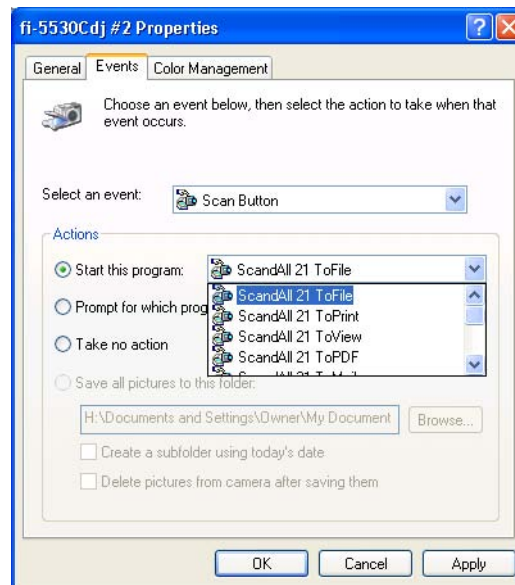 fi-5530Cdj #2 Properties
General Events Color Management
Choose an event below, then select the action to take when that
event occurs.
Select an event: Scan Button
Actions
Start this program: ScandAll 21 ToFile
ScandAll 21 ToFile
Prompt for which prog
ScandAll 21 ToPrint
ScandAll 21 ToView
Take no action
ScandAll 21 ToPDF
Save all pictures to this folder:
H:\Documents and Settings\Owner\My Document
Browse...
Create a subfolder using today's date
Delete pictures from camera after saving them
OK Cancel Apply